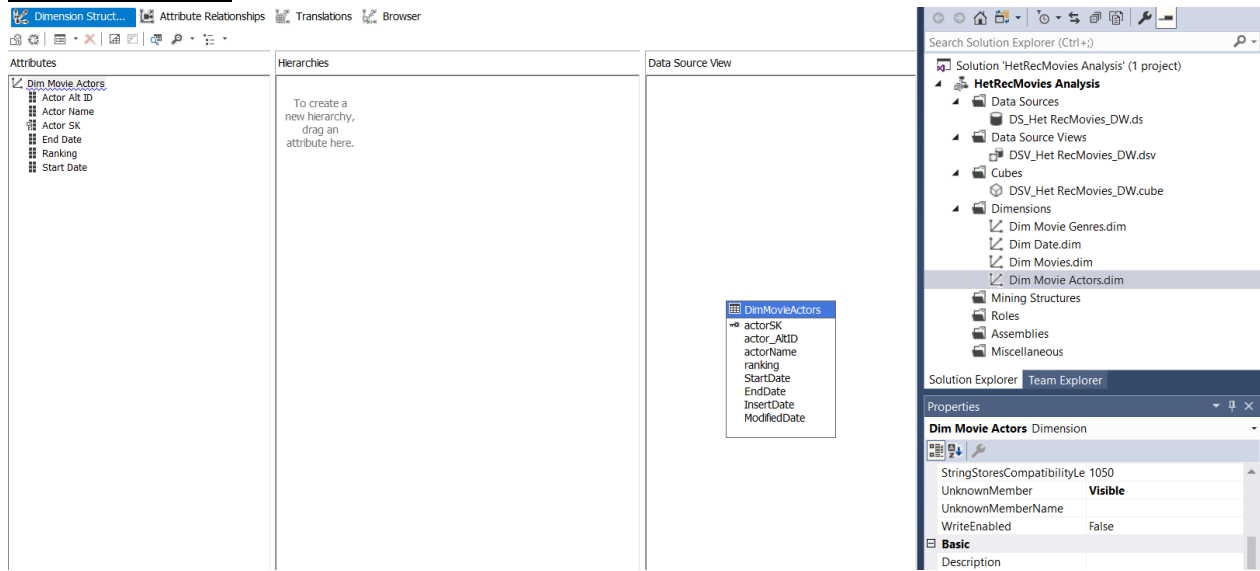 Dimension Struct...
Attribute Relationships
Translations
Browser
Attributes
Dim Movie Actors
Actor Alt ID
Actor Name
Actor SK
End Date
Ranking
Start Date
Hierarchies
To create a
new hierarchy,
drag an
attribute here.
Data Source View
DimMovieActors
actorSK
actor_AltID
actorName
ranking
StartDate
EndDate
InsertDate
ModifiedDate
Search Solution Explorer (Ctrl+;)
Solution 'HetRecMovies Analysis' (1 project)
HetRecMovies Analysis
Data Sources
DS_Het RecMovies_DW.ds
Data Source Views
DSV_Het RecMovies_DW.dsv
Cubes
DSV_Het RecMovies_DW.cube
Dimensions
Dim Movie Genres.dim
Dim Date.dim
Dim Movies.dim
Dim Movie Actors.dim
Mining Structures
Roles
Assemblies
Miscellaneous
Solution Explorer Team Explorer
Properties
Dim Movie Actors Dimension
StringStoresCompatibilityLe 1050
UnknownMember Visible
UnknownMemberName
WriteEnabled False
Basic
Description